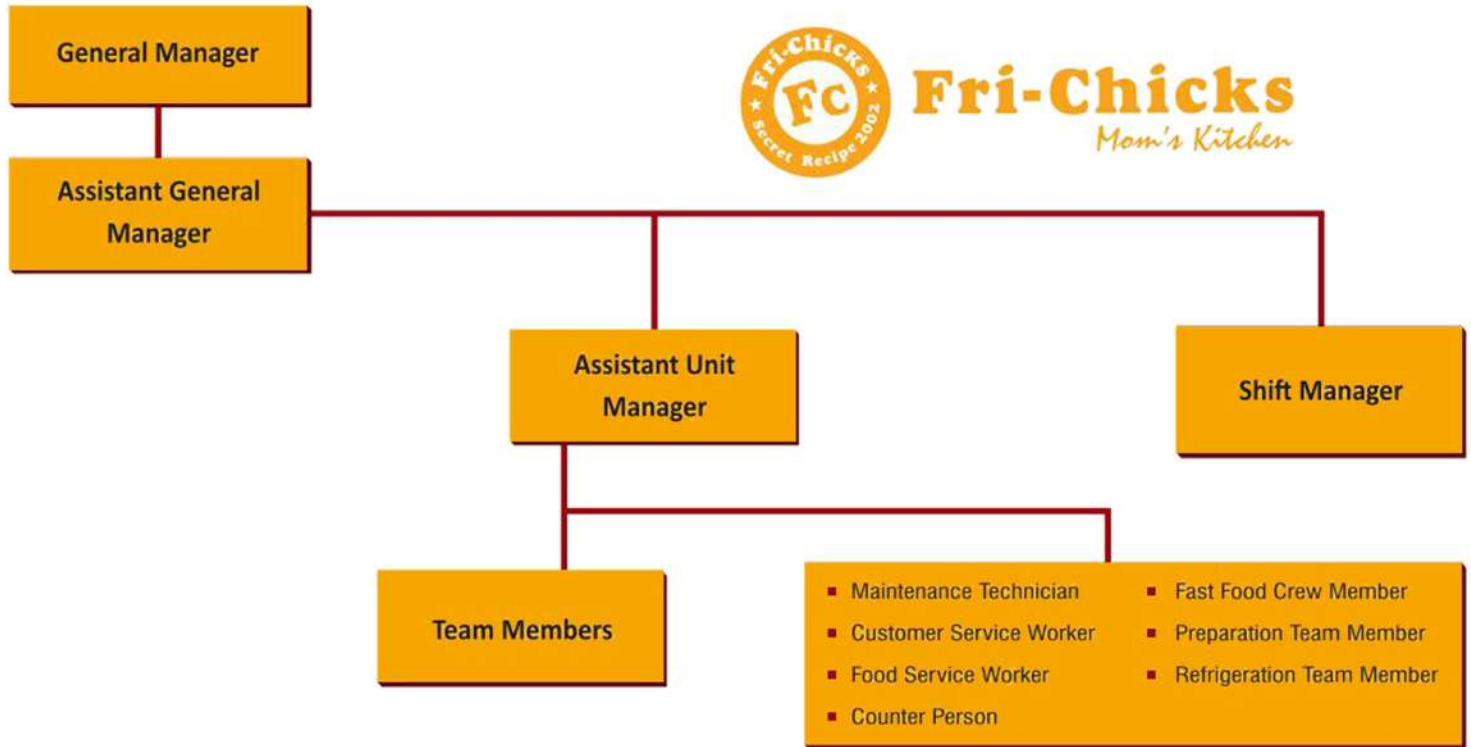 General Manager
Fri-Chicks
Fc
Secret Recipe 2002
Fri-Chicks
Mom's Kitchen
Assistant General
Manager
Assistant Unit
Manager
Shift Manager
Team Members
Maintenance Technician
Customer Service Worker
Food Service Worker
Counter Person
Fast Food Crew Member
Preparation Team Member
Refrigeration Team Member